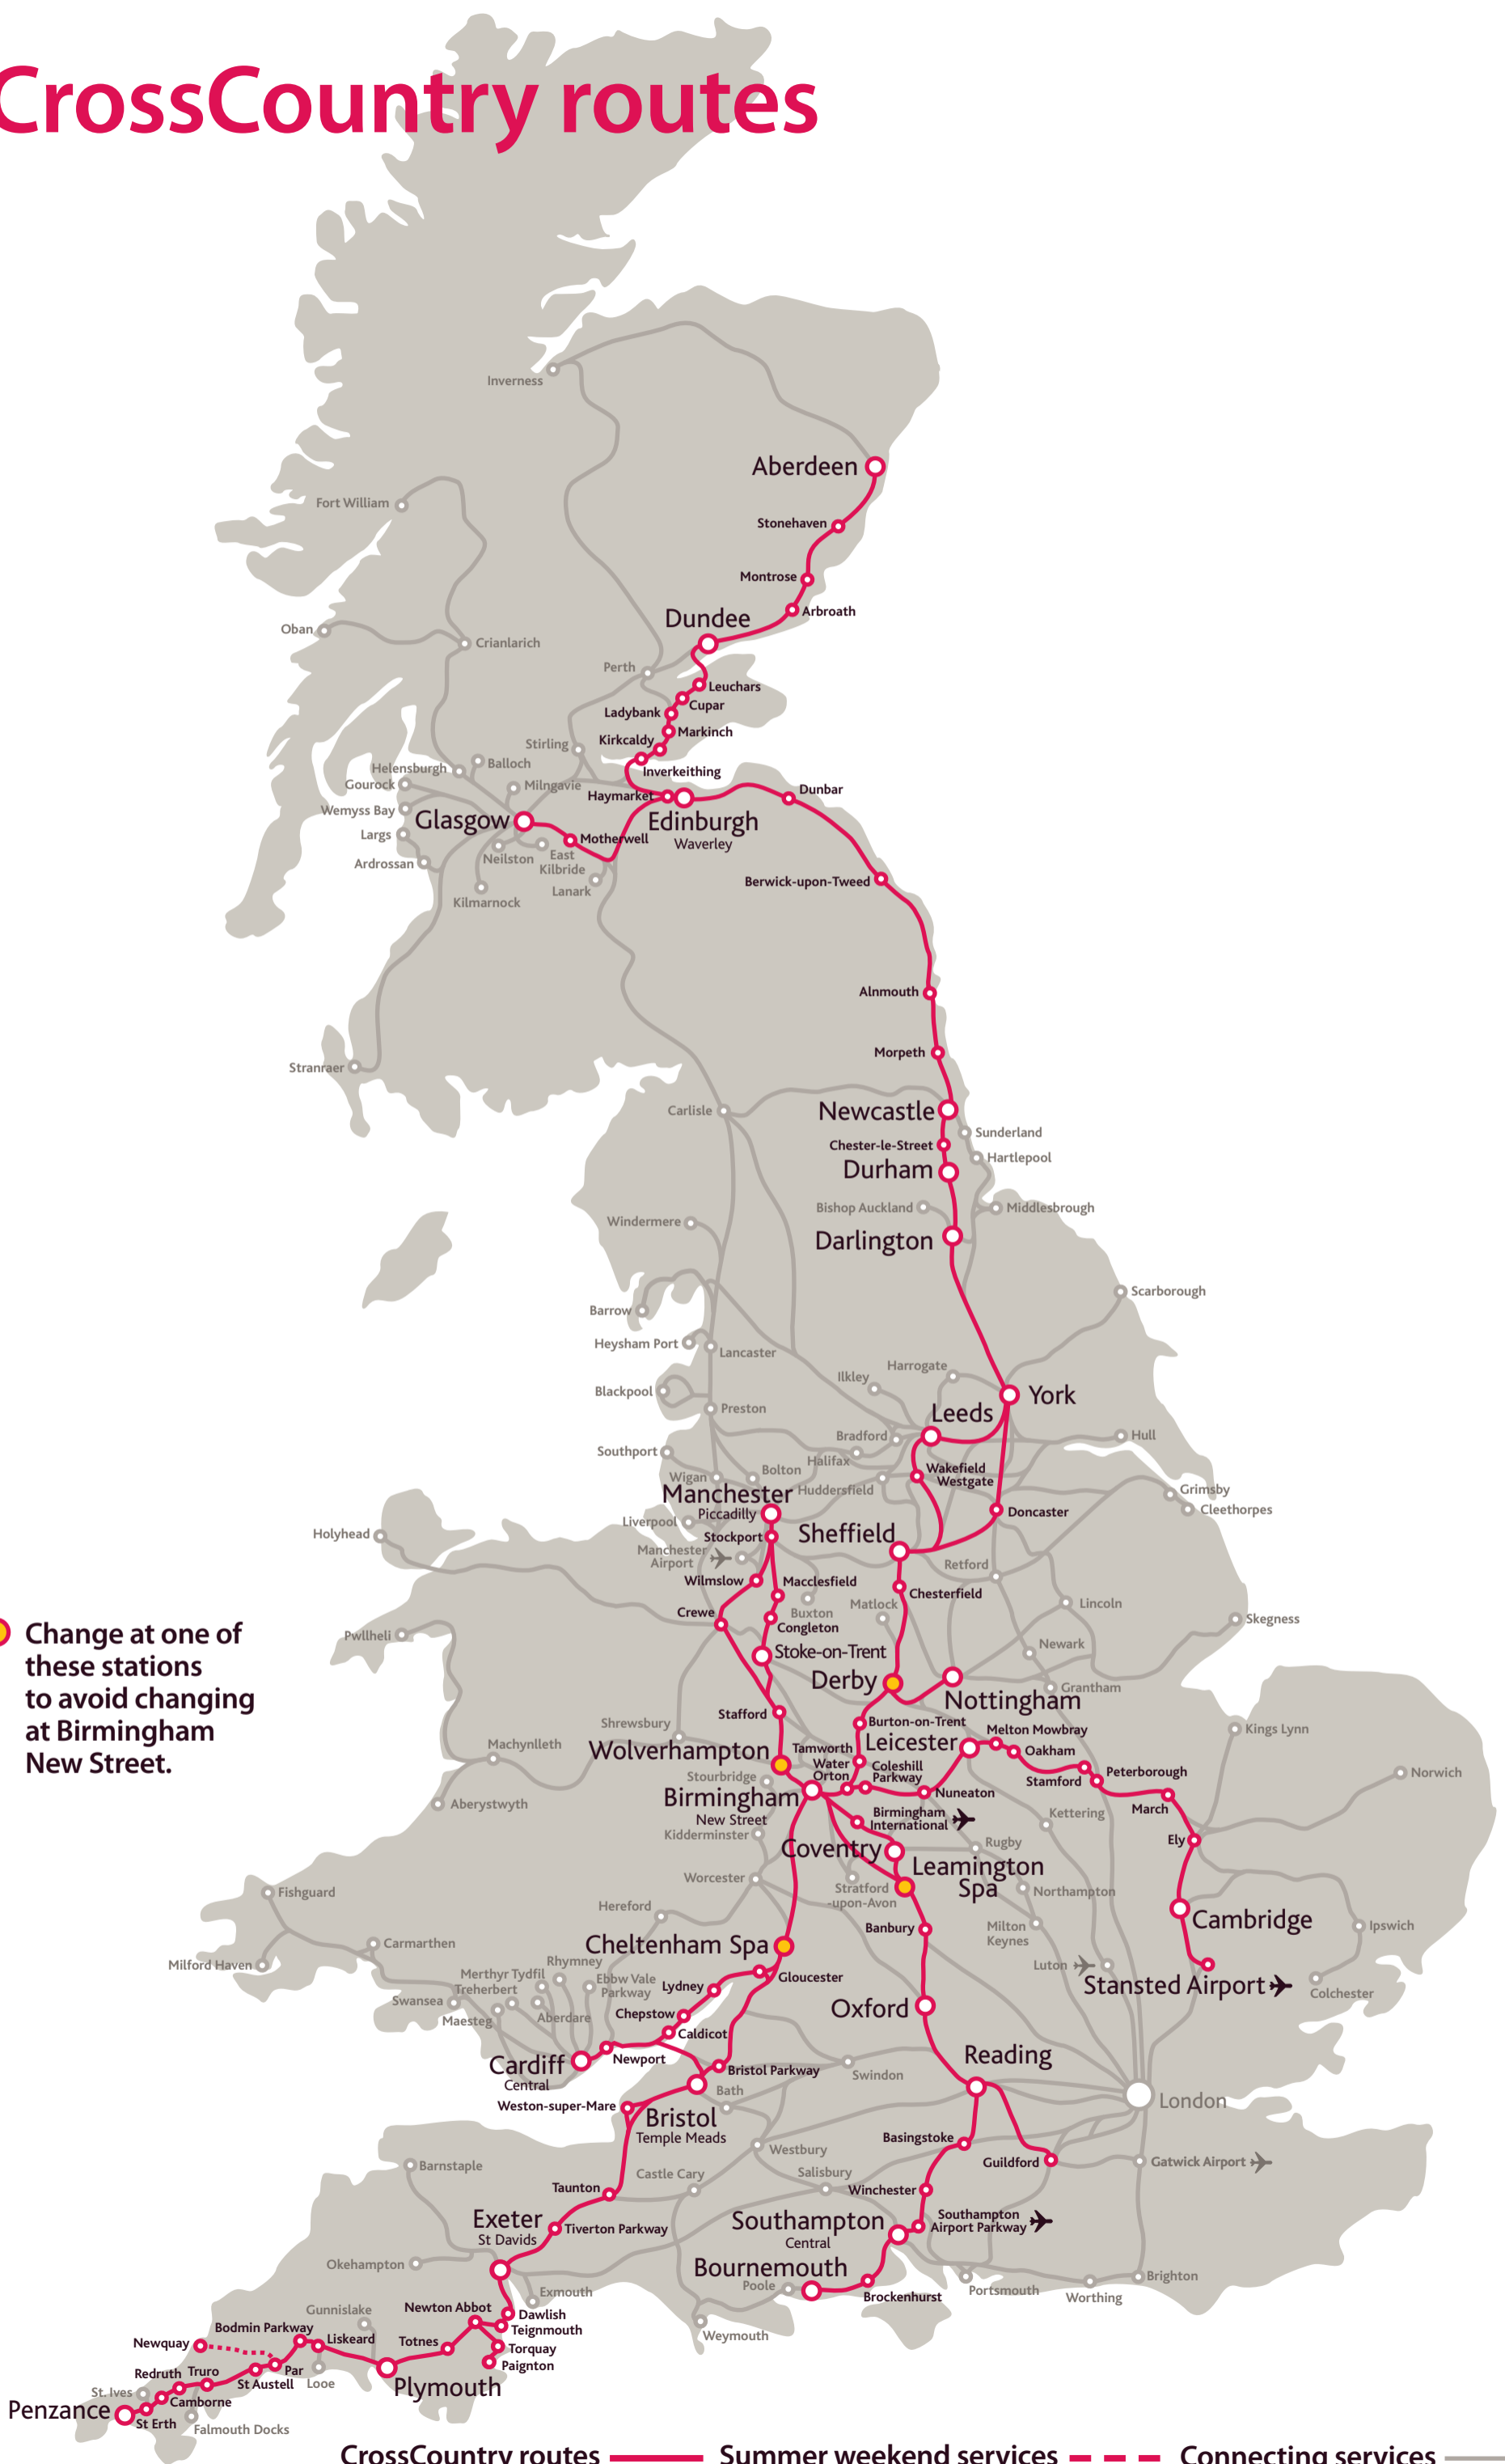 CrossCountry routes
Inverness
Aberdeen
Fort William
Stonehaven
Montrose
Arbroath
Dundee
Oban
Crianlarich
Perth
Leuchars
Cupar
Ladybank
Markinch
Kirkcaldy
Stirling
Inverkeithing
Balloch
Helensburgh
Gourock
Milngavie
Haymarket
Dunbar
Wemyss Bay
Glasgow
Edinburgh
Waverley
Largs
Motherwell
Neilston
East
Kilbride
Ardrossan
Lanark
Berwick-upon-Tweed
Kilmarnock
Alnmouth
Morpeth
Stranraer
Carlisle
Newcastle
Sunderland
Chester-le-Street
Hartlepool
Durham
Bishop Auckland
Middlesbrough
Windermere
Darlington
Scarborough
Barrow
Heysham Port
Lancaster
Harrogate
Ilkley
Blackpool
York
Preston
Leeds
Bradford
Hull
Southport
Halifax
Wakefield
Westgate
Wigan
Bolton
Huddersfield
Grimsby
Cleethorpes
Manchester
Piccadilly
Doncaster
Liverpool
Holyhead
Stockport
Sheffield
Manchester
Airport
Retford
Wilmslow
Macclesfield
Chesterfield
Buxton
Matlock
Lincoln
Crewe
Congleton
Skegness
Change at one of
these stations
to avoid changing
at Birmingham
New Street.
Pwllheli
Stoke-on-Trent
Newark
Derby
Nottingham
Grantham
Stafford
Burton-on-Trent
Shrewsbury
Melton Mowbray
Kings Lynn
Machynlleth
Wolverhampton
Tamworth
Leicester
Oakham
Water
Orton
Coleshill
Parkway
Stamford
Peterborough
Norwich
Stourbridge
Birmingham
New Street
Nuneaton
March
Aberystwyth
Birmingham
International
Kettering
Kidderminster
Coventry
Rugby
Ely
Leamington
Spa
Worcester
Stratford
-upon-Avon
Northampton
Fishguard
Hereford
Banbury
Milton
Keynes
Cambridge
Ipswich
Carmarthen
Cheltenham Spa
Milford Haven
Rhymney
Merthyr Tydfil
Ebbw Vale
Parkway
Treherbert
Lydney
Gloucester
Luton
Stansted Airport
Colchester
Swansea
Maesteg
Aberdare
Chepstow
Caldicot
Oxford
Cardiff
Central
Newport
Bristol Parkway
Swindon
Reading
Bath
London
Weston-super-Mare
Bristol
Temple Meads
Basingstoke
Westbury
Guildford
Gatwick Airport
Barnstaple
Castle Cary
Salisbury
Taunton
Winchester
Exeter
St Davids
Tiverton Parkway
Southampton
Central
Southampton
Airport Parkway
Okehampton
Bournemouth
Poole
Exmouth
Brockenhurst
Portsmouth
Worthing
Brighton
Gunnislake
Newton Abbot
Dawlish
Teignmouth
Weymouth
Bodmin Parkway
Liskeard
Newquay
Totnes
Torquay
Paignton
Redruth
Truro
Par
St Austell
Looe
Plymouth
St. Ives
Camborne
Penzance
St Erth
Falmouth Docks
CrossCountry routes
Summer weekend services
Connecting services